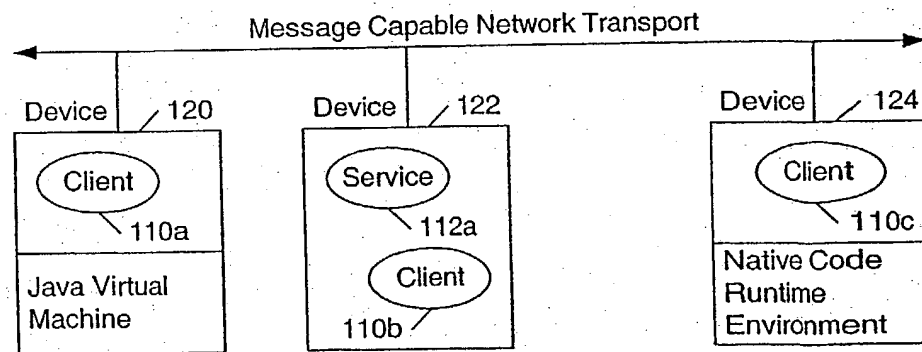 Message Capable Network Transport
Device
120
Device
122
Device
124
Client
110a
Java Virtual
Machine
Service
112a
Client
110b
Client
110c
Native Code
Runtime
Environment